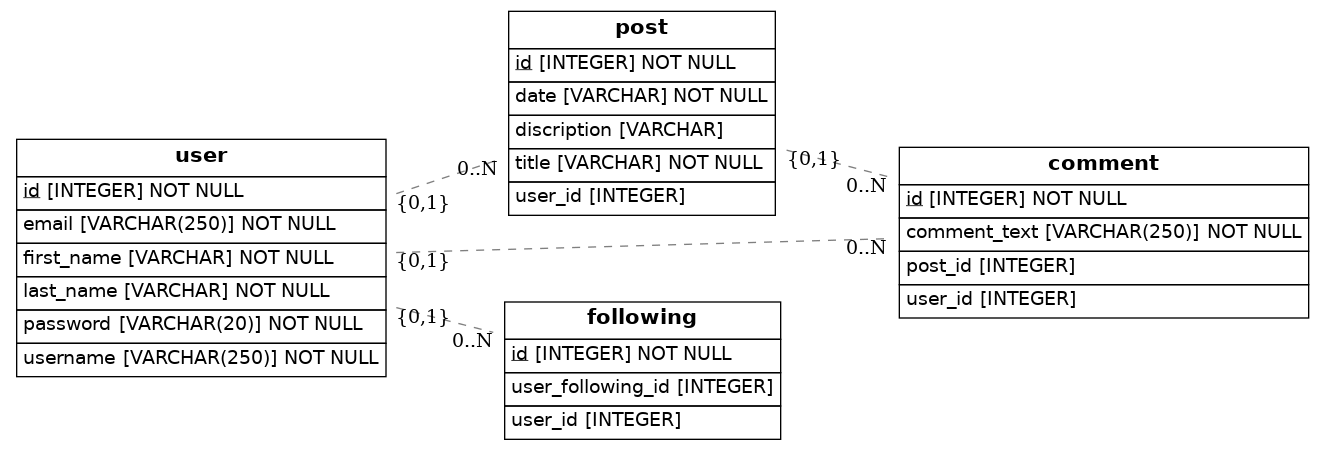 post
id [INTEGER] NOT NULL
date [VARCHAR] NOT NULL
discription [VARCHAR]
title [VARCHAR] NOT NULL
user_id [INTEGER]
user
id [INTEGER] NOT NULL
email [VARCHAR(250)] NOT NULL
first_name [VARCHAR] NOT NULL
last_name [VARCHAR] NOT NULL
password [VARCHAR(20)] NOT NULL
username [VARCHAR(250)] NOT NULL
0..N
{0,1}
{0,1}
0..N
{0,1}
0..N
{0,1}
0..N
comment
id [INTEGER] NOT NULL
comment_text [VARCHAR(250)] NOT NULL
post_id [INTEGER]
user_id [INTEGER]
following
id [INTEGER] NOT NULL
user_following_id [INTEGER]
user_id [INTEGER]